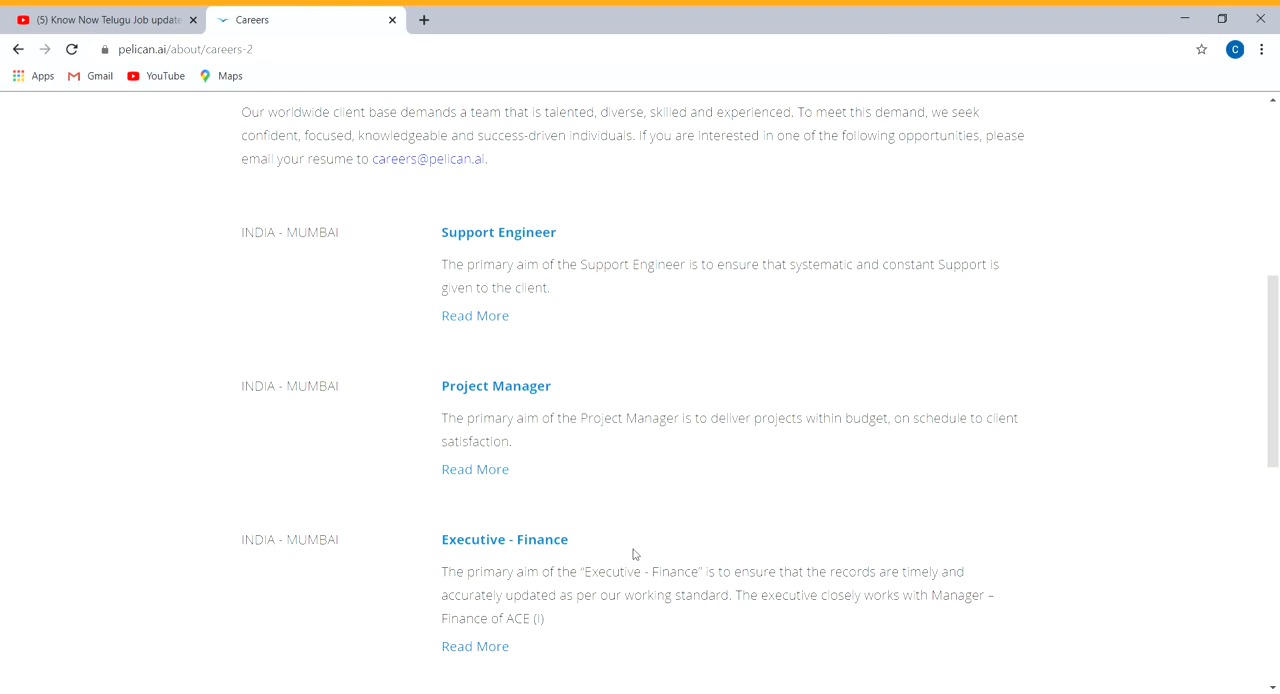 (5) Know Now Telugu Job update
Careers
pelican.ai/about/careers-2
C
Apps
Gmail
YouTube
Maps
Our worldwide client base demands a team that is talented, diverse, skilled and experienced. To meet this demand, we seek
confident, focused, knowledgeable and success-driven individuals. If you are interested in one of the following opportunities, please
email your resume to careers@pelican.ai.
INDIA - MUMBAI
Support Engineer
The primary aim of the Support Engineer is to ensure that systematic and constant Support is
given to the client.
Read More
INDIA - MUMBAI
Project Manager
The primary aim of the Project Manager is to deliver projects within budget, on schedule to client
satisfaction.
Read More
INDIA - MUMBAI
Executive - Finance
The primary aim of the “Executive - Finance” is to ensure that the records are timely and
accurately updated as per our working standard. The executive closely works with Manager –
Finance of ACE (I)
Read More